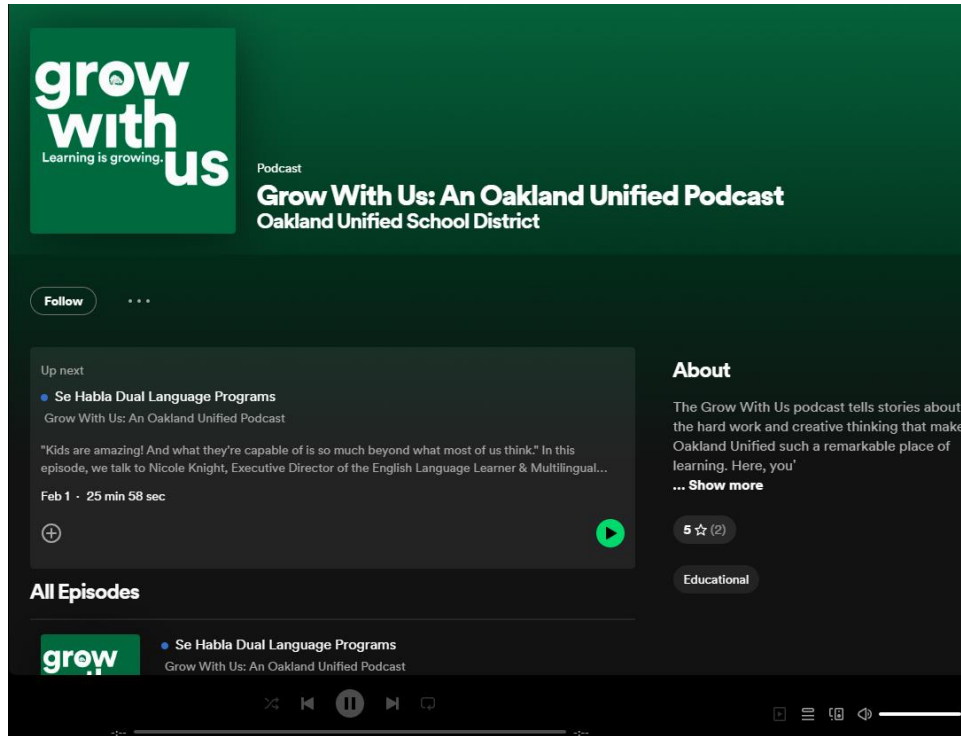 grow
with
Learning is growing.
us
Podcast
Grow With Us: An Oakland Unified Podcast
Oakland Unified School District
Follow
Up next
Se Habla Dual Language Programs
Grow With Us: An Oakland Unified Podcast
"Kids are amazing! And what they're capable of is so much beyond what most of us think." In this
episode, we talk to Nicole Knight, Executive Director of the English Language Learner & Multilingual...
Feb 1 · 25 min 58 sec
About
The Grow With Us podcast tells stories about
the hard work and creative thinking that make
Oakland Unified such a remarkable place of
learning. Here, you'
... Show more
5 ☆ (2)
Educational
All Episodes
grow
Se Habla Dual Language Programs
Grow With Us: An Oakland Unified Podcast
-:--
-:--